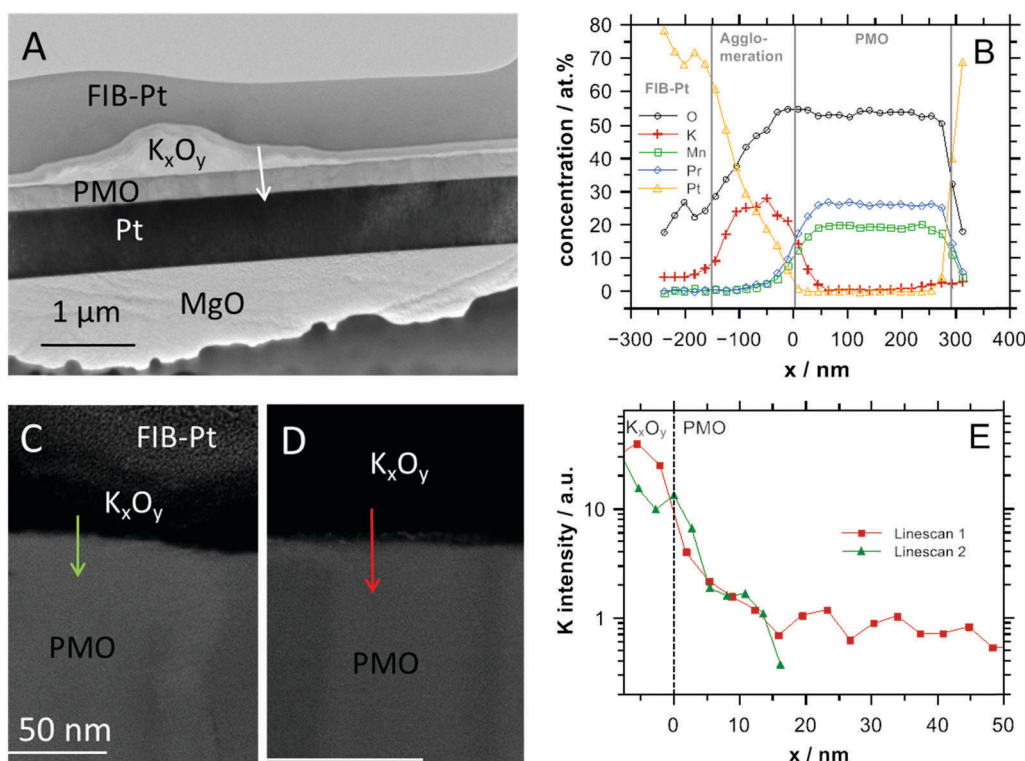 A
FIB-Pt
KxOy
PMO
Pt
MgO
1 µm
B
Agglo-
meration
PMO
FIB-Pt
O
K
Mn
Pr
Pt
concentration / at.%
80
70
60
50
40
30
20
10
0
−300 −200 −100 0 100 200 300 400
x / nm
C
FIB-Pt
KxOy
PMO
50 nm
D
KxOy
PMO
E
KxOy PMO
Linescan 1
Linescan 2
K intensity / a.u.
10
1
0 10 20 30 40 50
x / nm